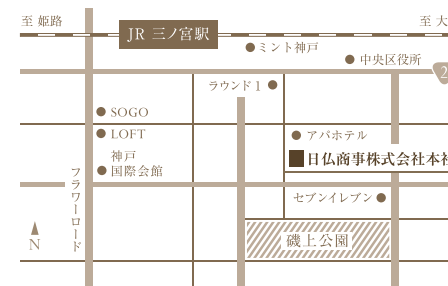 至 姫路
至 大
JR 三ノ宮駅
ミント神戸
中央区役所
2
ラウンド1
SOGO
LOFT
アパホテル
神戸
国際会館
日仏商事株式会社本社
フラワーロード
セブンイレブン
N
磯上公園